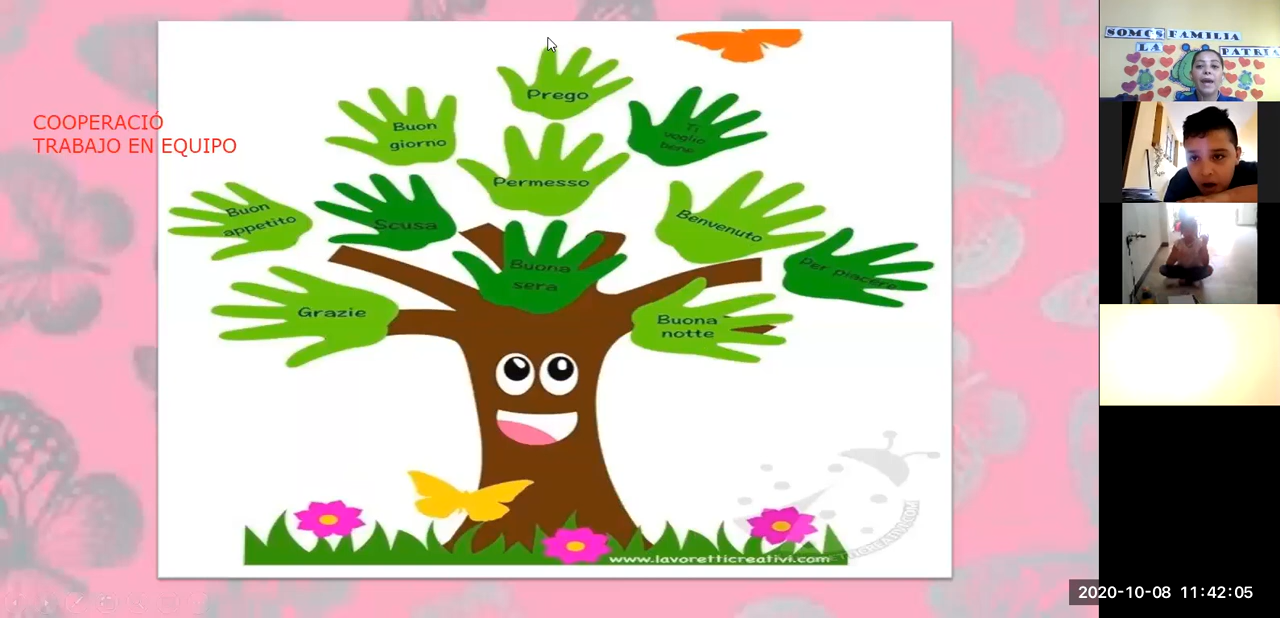 COOPERACIÓ
TRABAJO EN EQUIPO
Prego
Buon
giorno
Ti
voglio
bene
Permesso
Buon
appetito
Scusa
Benvenuto
Buona
sera
Per piacere
Grazie
Buona
notte
www.lavoretticreativi.com
SOMOS FAMILIA
LA PATRIA
2020-10-08 11:42:05